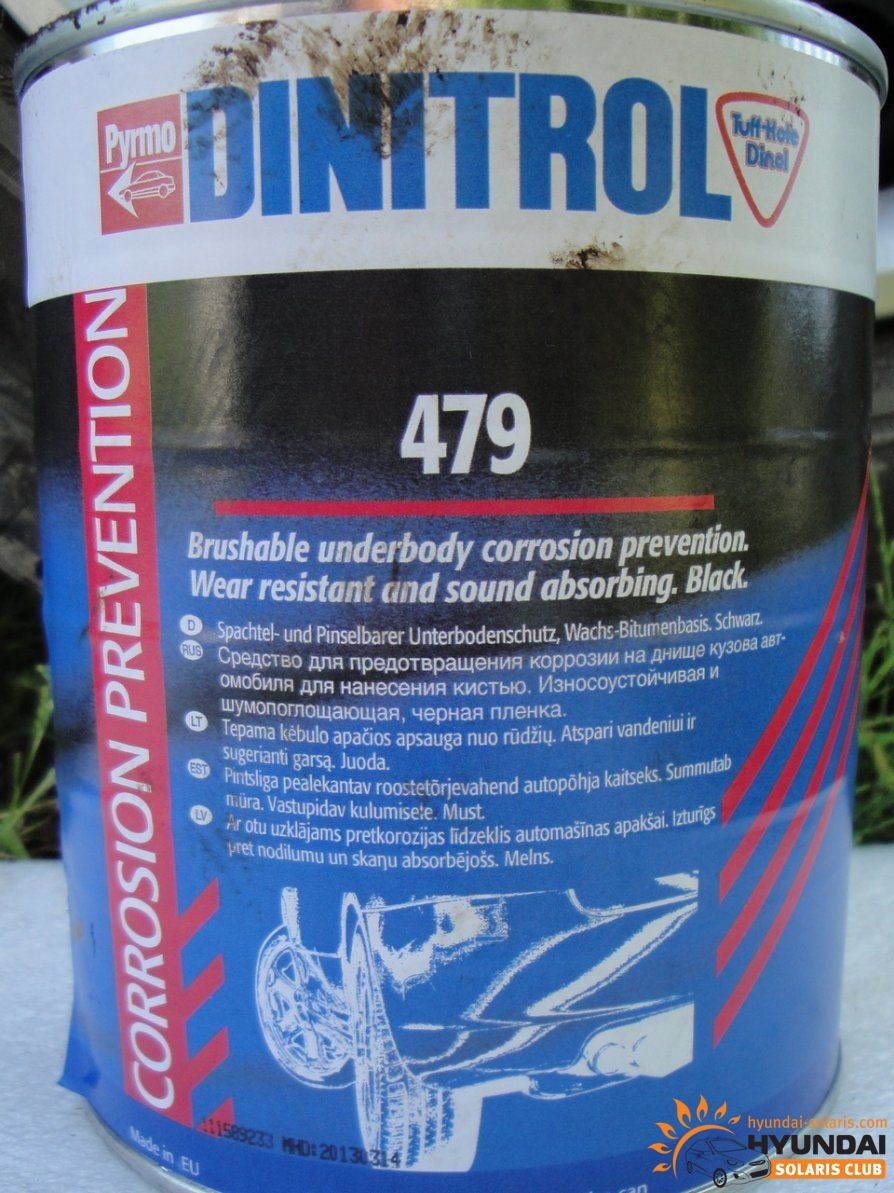 Pyrmo
DINITROL
Tuff-Kote
Dinol
CORROSION PREVENTION
479
Brushable underbody corrosion prevention.
Wear resistant and sound absorbing. Black.
D Spachtel- und Pinselbarer Unterbodenschutz, Wachs-Bitumenbasis. Schwarz.
RUS Средство для предотвращения коррозии на днище кузова авт-
омобиля для нанесения кистью. Износоустойчивая и
шумопоглощающая, черная пленка.
LT Tepama kėbulo apačios apsauga nuo rūdžių. Atspari vandeniui ir
sugerianti garsą. Juoda.
EST Pintsliga pealekantav roostetõrjevahend autopõhja kaitseks. Summutab
müra. Vastupidav kulumisele. Must.
LV Ar otu uzklājams pretkorozijas līdzeklis automašīnas apakšai. Izturīgs
pret nodilumu un skaņu absorbējošs. Melns.
111589233 MHD:20130314
Made in EU
can
hyundai-solaris.com
HYUNDAI
SOLARIS CLUB